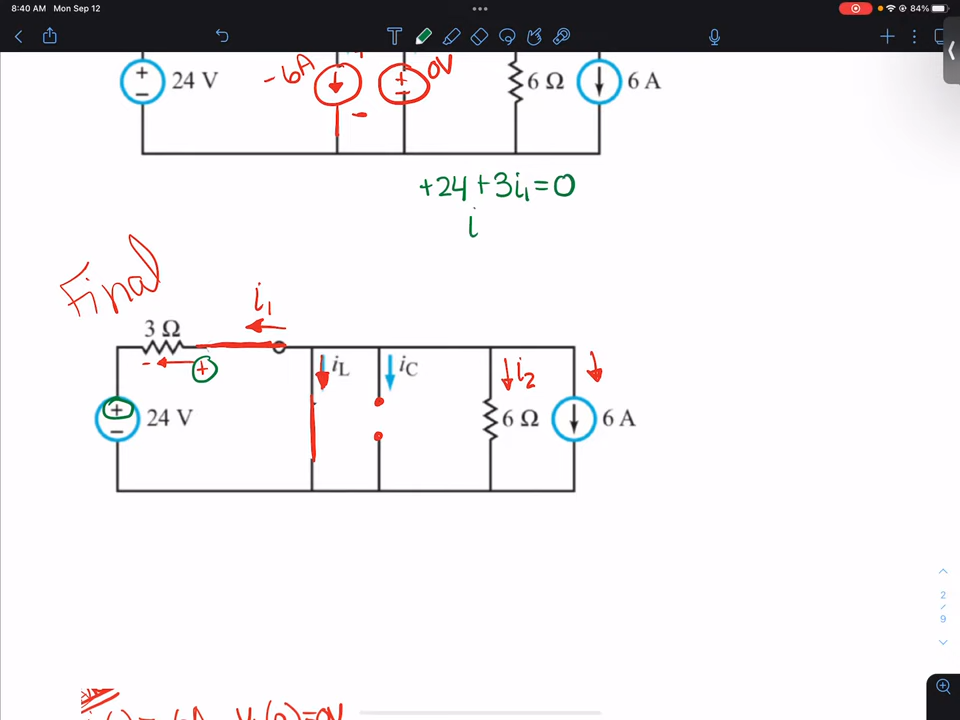 8:40 AM Mon Sep 12
84%
24 V
-6A
0V
6 Ω
6 A
+24 +3i₁=0
i
Final
i₁
3 Ω
iL
iC
i₂
24 V
6 Ω
6 A
2
/
9